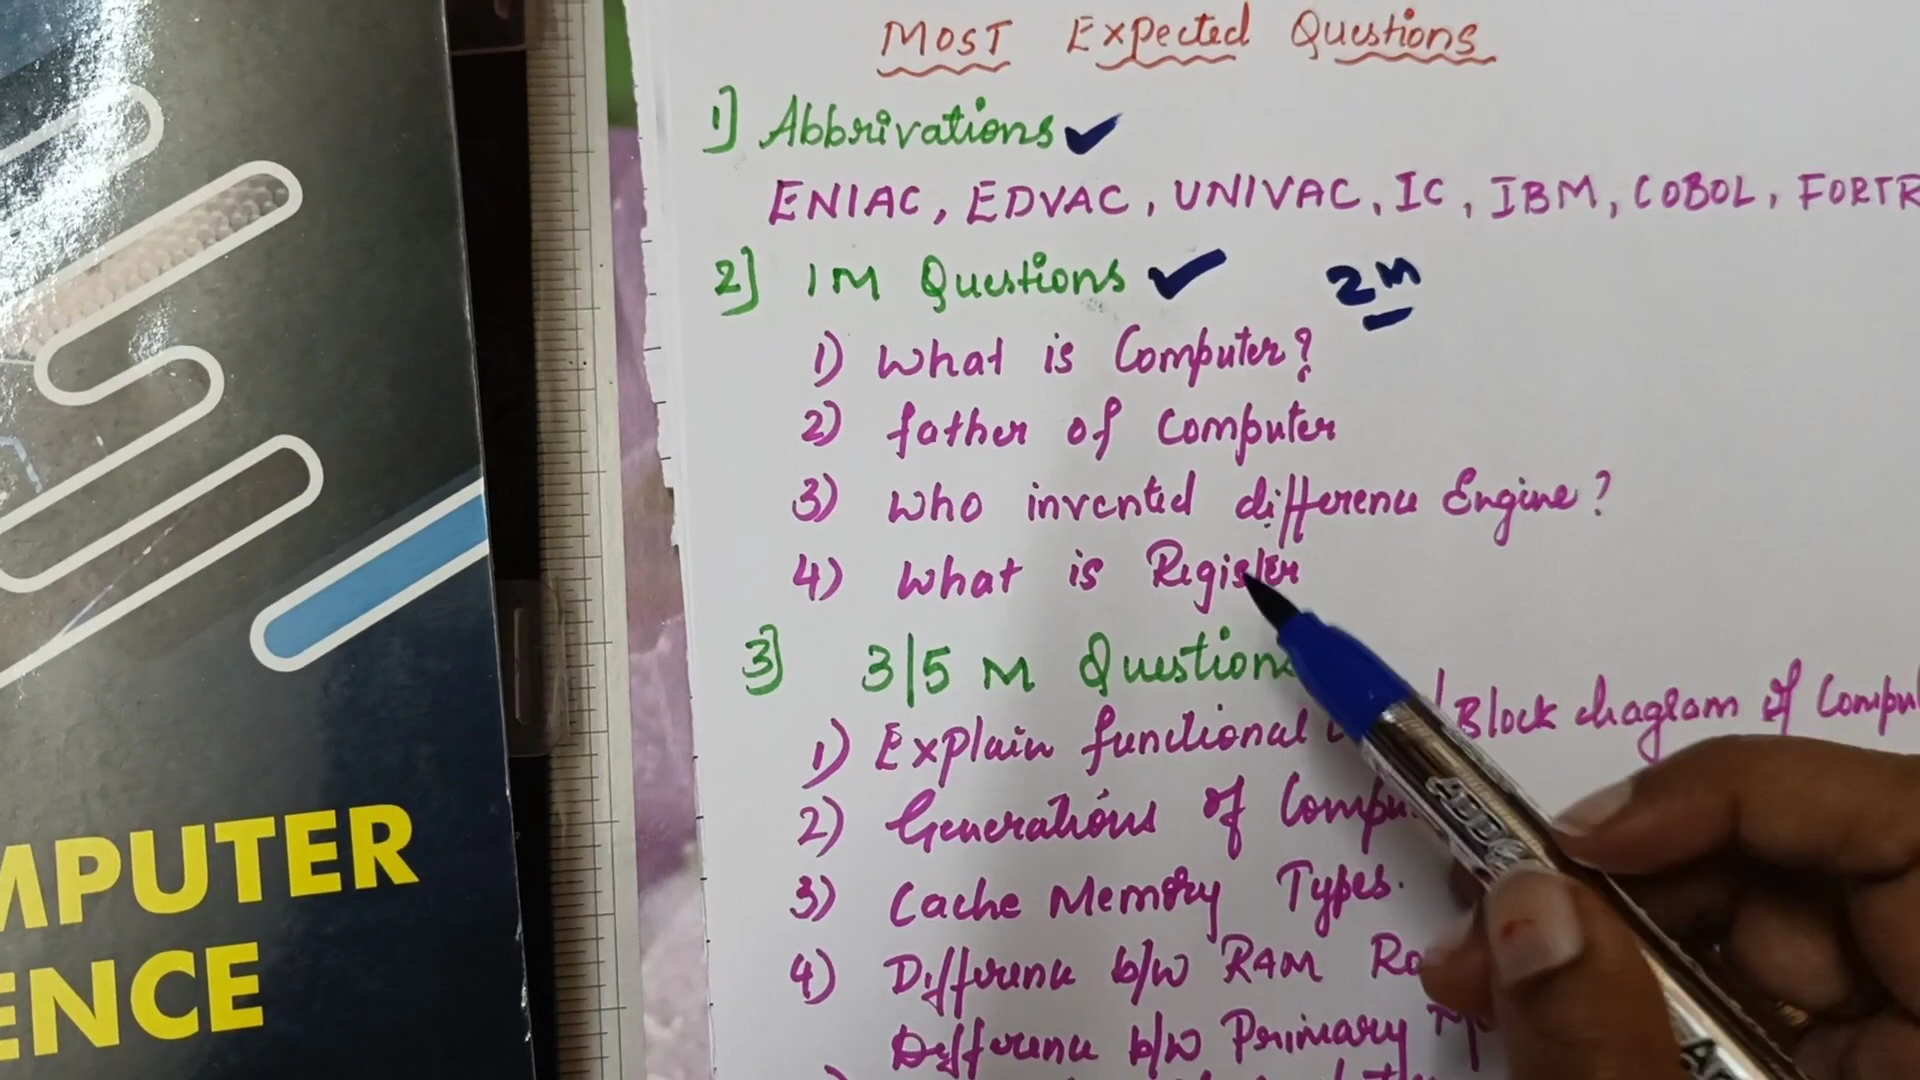 MOST Expected Questions
1] Abbrivations
ENIAC, EDVAC, UNIVAC, IC, IBM, COBOL, FORTR
2] 1M Questions 2M
1) What is Computer?
2) father of Computer
3) Who invented difference Engine?
4) What is Register
3] 3/5 M Question
1) Explain functional / Block diagram of Compu
2) Generations of Compu
3) Cache Memory Types.
4) Difference b/w RAM Ro
Difference b/w Primary
MPUTER
ENCE